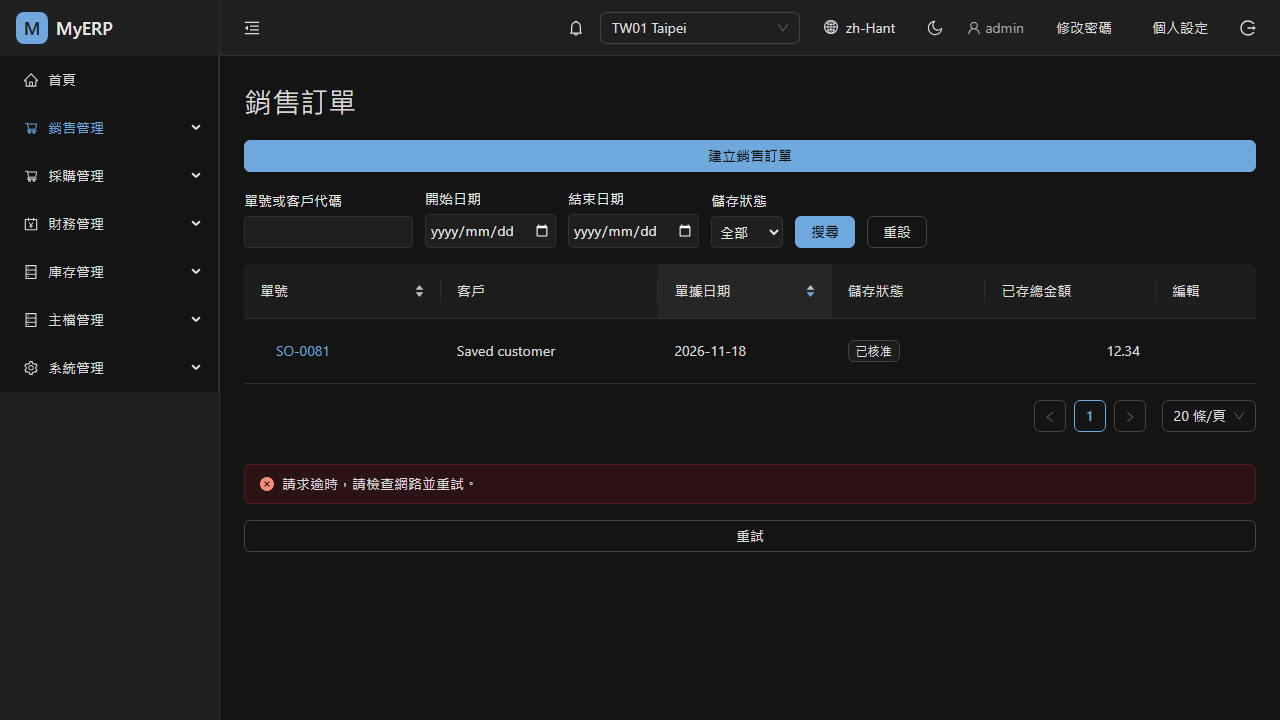 M MyERP
TW01 Taipei
zh-Hant
admin
修改密碼
個人設定
首頁
銷售管理
採購管理
財務管理
庫存管理
主檔管理
系統管理
銷售訂單
建立銷售訂單
單號或客戶代碼
開始日期
結束日期
儲存狀態
yyyy/mm/dd
yyyy/mm/dd
全部
搜尋
重設
單號 客戶 單據日期 儲存狀態 已存總金額 編輯
SO-0081 Saved customer 2026-11-18 已核准 12.34
1
20 條/頁
請求逾時，請檢查網路並重試。
重試